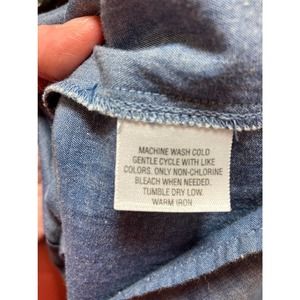 MACHINE WASH COLD
GENTLE CYCLE WITH LIKE
COLORS. ONLY NON-CHLORINE
BLEACH WHEN NEEDED.
TUMBLE DRY LOW.
WARM IRON